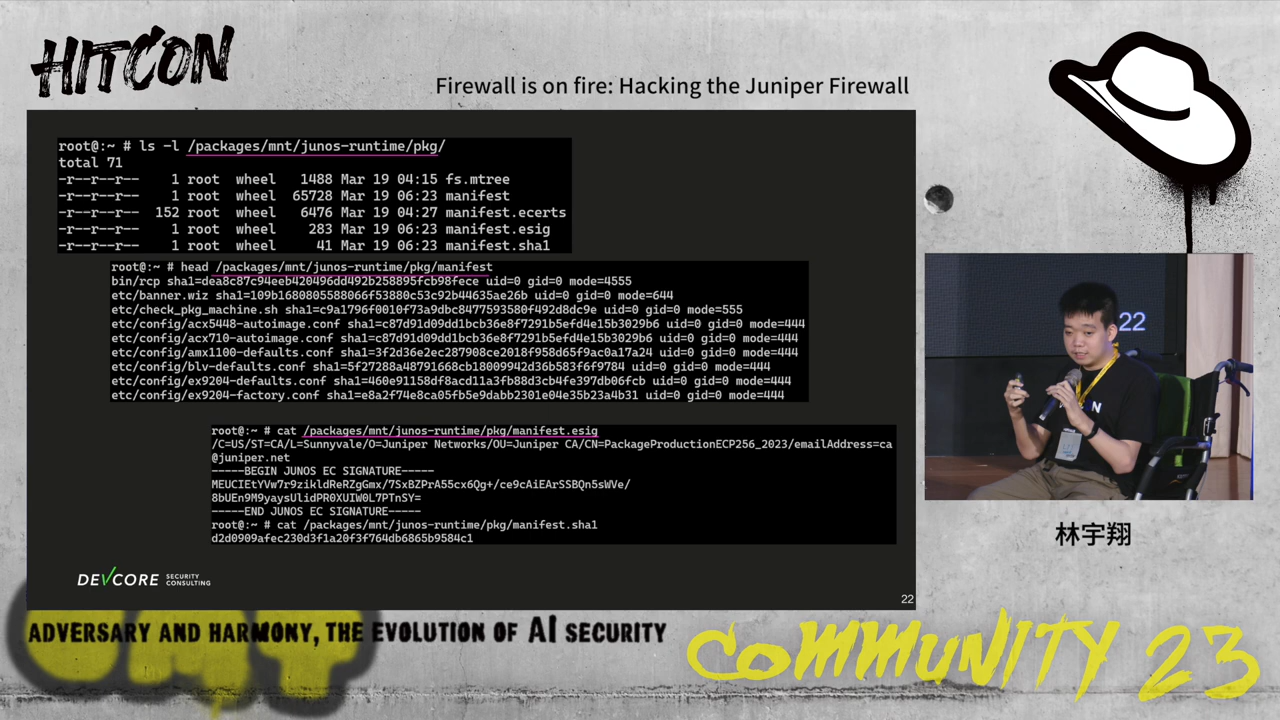 HITCON
Firewall is on fire: Hacking the Juniper Firewall
root@:~ # ls -l /packages/mnt/junos-runtime/pkg/
total 71
-r--r--r-- 1 root wheel 1488 Mar 19 04:15 fs.mtree
-r--r--r-- 1 root wheel 65728 Mar 19 06:23 manifest
-r--r--r-- 152 root wheel 6476 Mar 19 04:27 manifest.ecerts
-r--r--r-- 1 root wheel 283 Mar 19 06:23 manifest.esig
-r--r--r-- 1 root wheel 41 Mar 19 06:23 manifest.sha1
root@:~ # head /packages/mnt/junos-runtime/pkg/manifest
bin/rcp sha1=dea8c87c94eeb420496dd492b258895fcb98fece uid=0 gid=0 mode=4555
etc/banner.wiz sha1=109b1680805588066f53880c53c92b44635ae26b uid=0 gid=0 mode=644
etc/check_pkg_machine.sh sha1=c9a1796f0010f73a9dbc8477593580f492d8dc9e uid=0 gid=0 mode=555
etc/config/acx5448-autoimage.conf sha1=c87d91d09dd1bcb36e8f7291b5efd4e15b3029b6 uid=0 gid=0 mode=444
etc/config/acx710-autoimage.conf sha1=c87d91d09dd1bcb36e8f7291b5efd4e15b3029b6 uid=0 gid=0 mode=444
etc/config/amx1100-defaults.conf sha1=3f2d36e2ec287908ce2018f958d65f9ac0a17a24 uid=0 gid=0 mode=444
etc/config/blv-defaults.conf sha1=5f27268a48791668cb18009942d36b583f6f9784 uid=0 gid=0 mode=444
etc/config/ex9204-defaults.conf sha1=460e91158df8acd11a3fb88d3cb4fe397db06fcb uid=0 gid=0 mode=444
etc/config/ex9204-factory.conf sha1=e8a2f74e8ca05fb5e9dabb2301e04e35b23a4b31 uid=0 gid=0 mode=444
root@:~ # cat /packages/mnt/junos-runtime/pkg/manifest.esig
/C=US/ST=CA/L=Sunnyvale/O=Juniper Networks/OU=Juniper CA/CN=PackageProductionECP256_2023/emailAddress=ca
@juniper.net
-----BEGIN JUNOS EC SIGNATURE-----
MEUCIEtYVw7r9zikldReRZgGmx/7SxBZPrA55cx6Qg+/ce9cAiEArSSBQn5sWVe/
8bUEn9M9yaysUlidPR0XUIW0L7PTnSY=
-----END JUNOS EC SIGNATURE-----
root@:~ # cat /packages/mnt/junos-runtime/pkg/manifest.sha1
d2d0909afec230d3f1a20f3f764db6865b9584c1
DEVCORE SECURITY CONSULTING
22
22
林宇翔
ADVERSARY AND HARMONY, THE EVOLUTION OF AI SECURITY
COMMUNITY 23